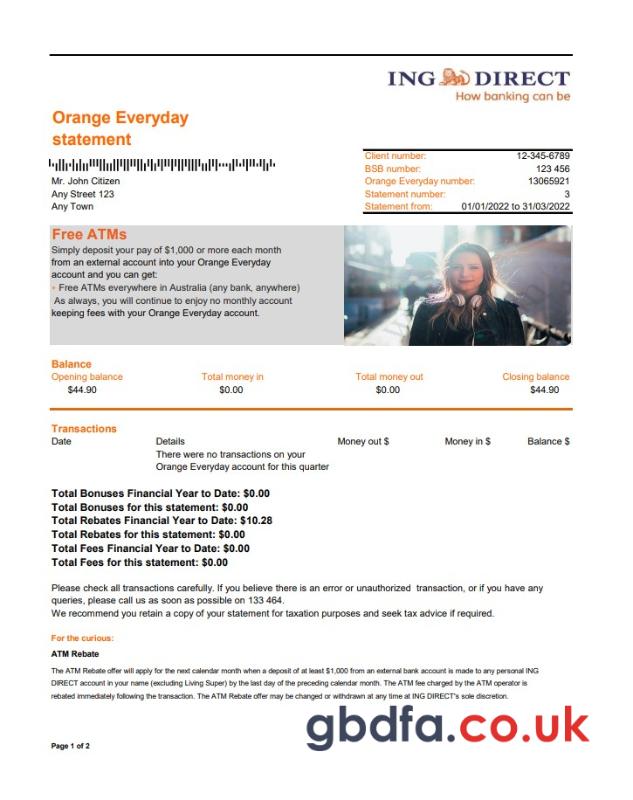 ING DIRECT
How banking can be
Orange Everyday
statement
Mr. John Citizen
Any Street 123
Any Town
Client number: 12-345-6789
BSB number: 123 456
Orange Everyday number: 13065921
Statement number: 3
Statement from: 01/01/2022 to 31/03/2022
Free ATMs
Simply deposit your pay of $1,000 or more each month
from an external account into your Orange Everyday
account and you can get:
• Free ATMs everywhere in Australia (any bank, anywhere)
As always, you will continue to enjoy no monthly account
keeping fees with your Orange Everyday account.
Balance
Opening balance Total money in Total money out Closing balance
$44.90 $0.00 $0.00 $44.90
Transactions
Date Details Money out $ Money in $ Balance $
There were no transactions on your
Orange Everyday account for this quarter
Total Bonuses Financial Year to Date: $0.00
Total Bonuses for this statement: $0.00
Total Rebates Financial Year to Date: $10.28
Total Rebates for this statement: $0.00
Total Fees Financial Year to Date: $0.00
Total Fees for this statement: $0.00
Please check all transactions carefully. If you believe there is an error or unauthorized transaction, or if you have any
queries, please call us as soon as possible on 133 464.
We recommend you retain a copy of your statement for taxation purposes and seek tax advice if required.
For the curious:
ATM Rebate
The ATM Rebate offer will apply for the next calendar month when a deposit of at least $1,000 from an external bank account is made to any personal ING
DIRECT account in your name (excluding Living Super) by the last day of the preceding calendar month. The ATM fee charged by the ATM operator is
rebated immediately following the transaction. The ATM Rebate offer may be changed or withdrawn at any time at ING DIRECT's sole discretion.
gbdfa.co.uk
Page 1 of 2